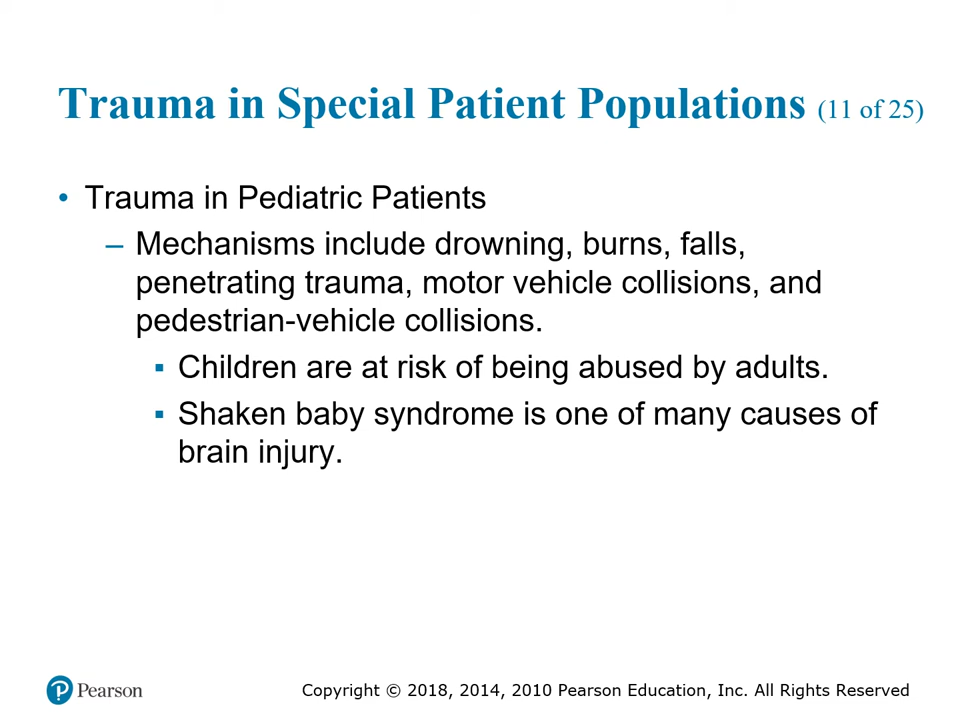 Trauma in Special Patient Populations (11 of 25)
• Trauma in Pediatric Patients
– Mechanisms include drowning, burns, falls,
penetrating trauma, motor vehicle collisions, and
pedestrian-vehicle collisions.
▪ Children are at risk of being abused by adults.
▪ Shaken baby syndrome is one of many causes of
brain injury.
P Pearson
Copyright © 2018, 2014, 2010 Pearson Education, Inc. All Rights Reserved